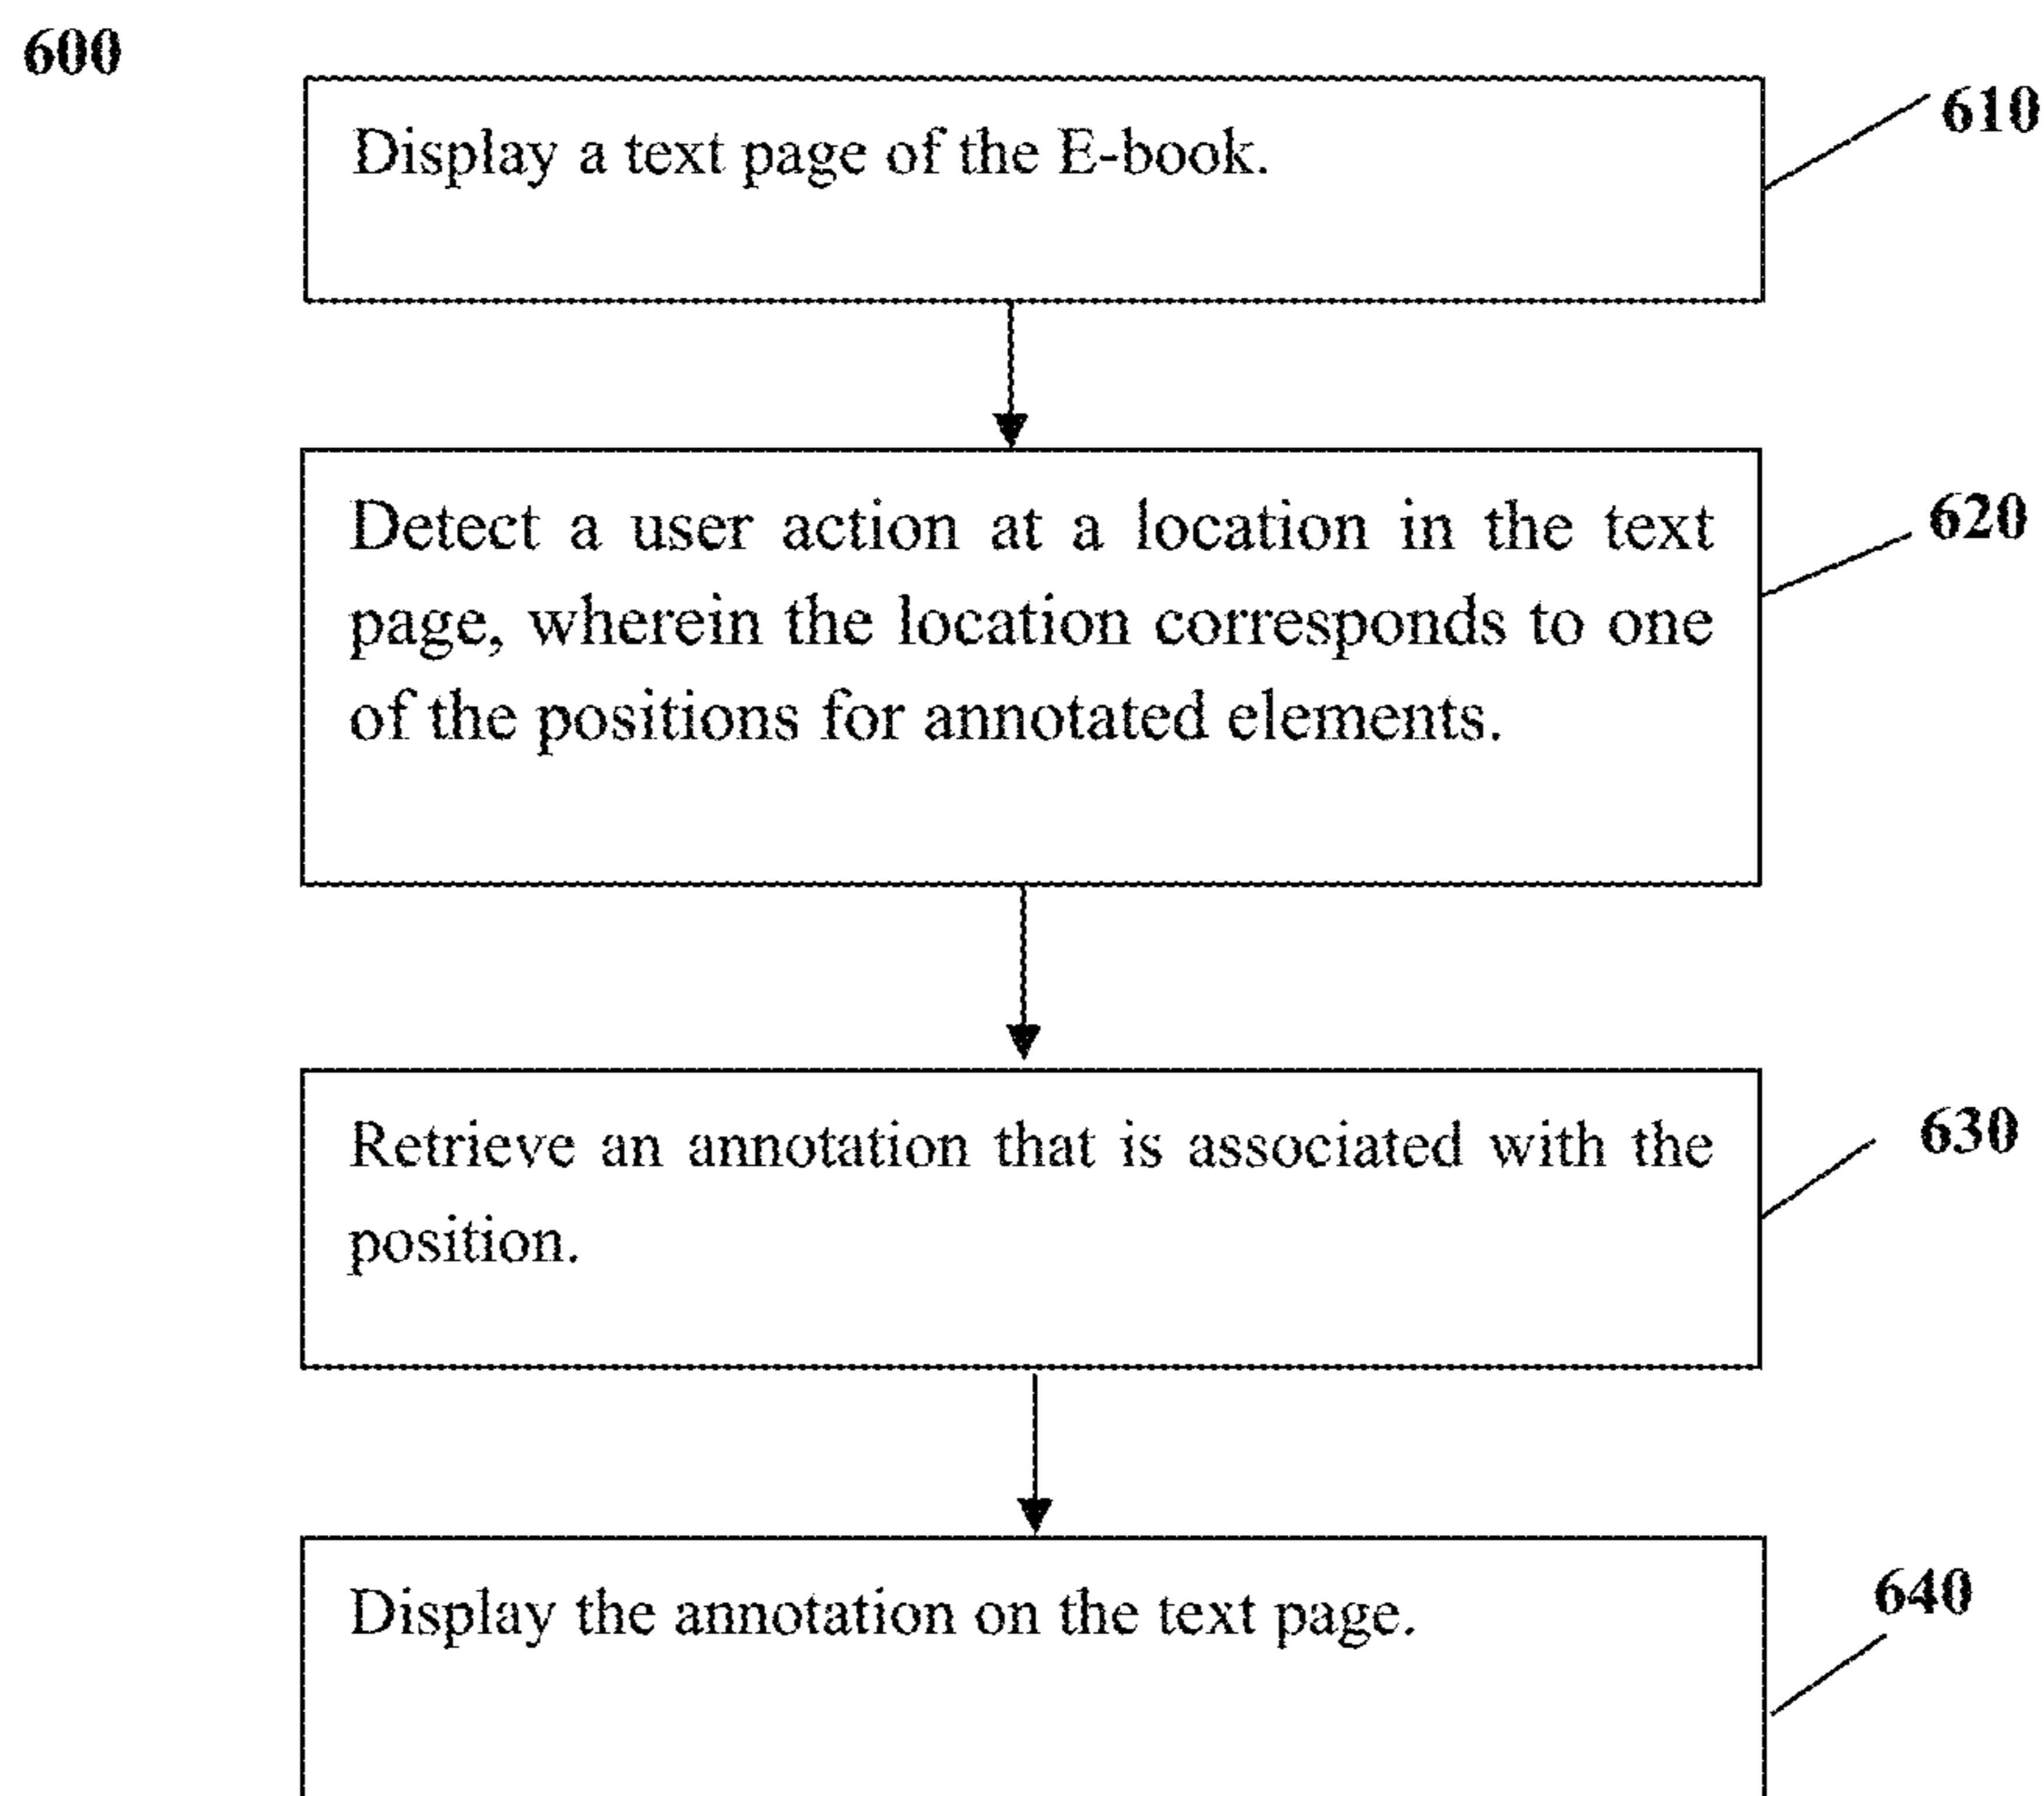 600
Display a text page of the E-book.
610
Detect a user action at a location in the text
page, wherein the location corresponds to one
of the positions for annotated elements.
620
Retrieve an annotation that is associated with the
position.
630
Display the annotation on the text page.
640